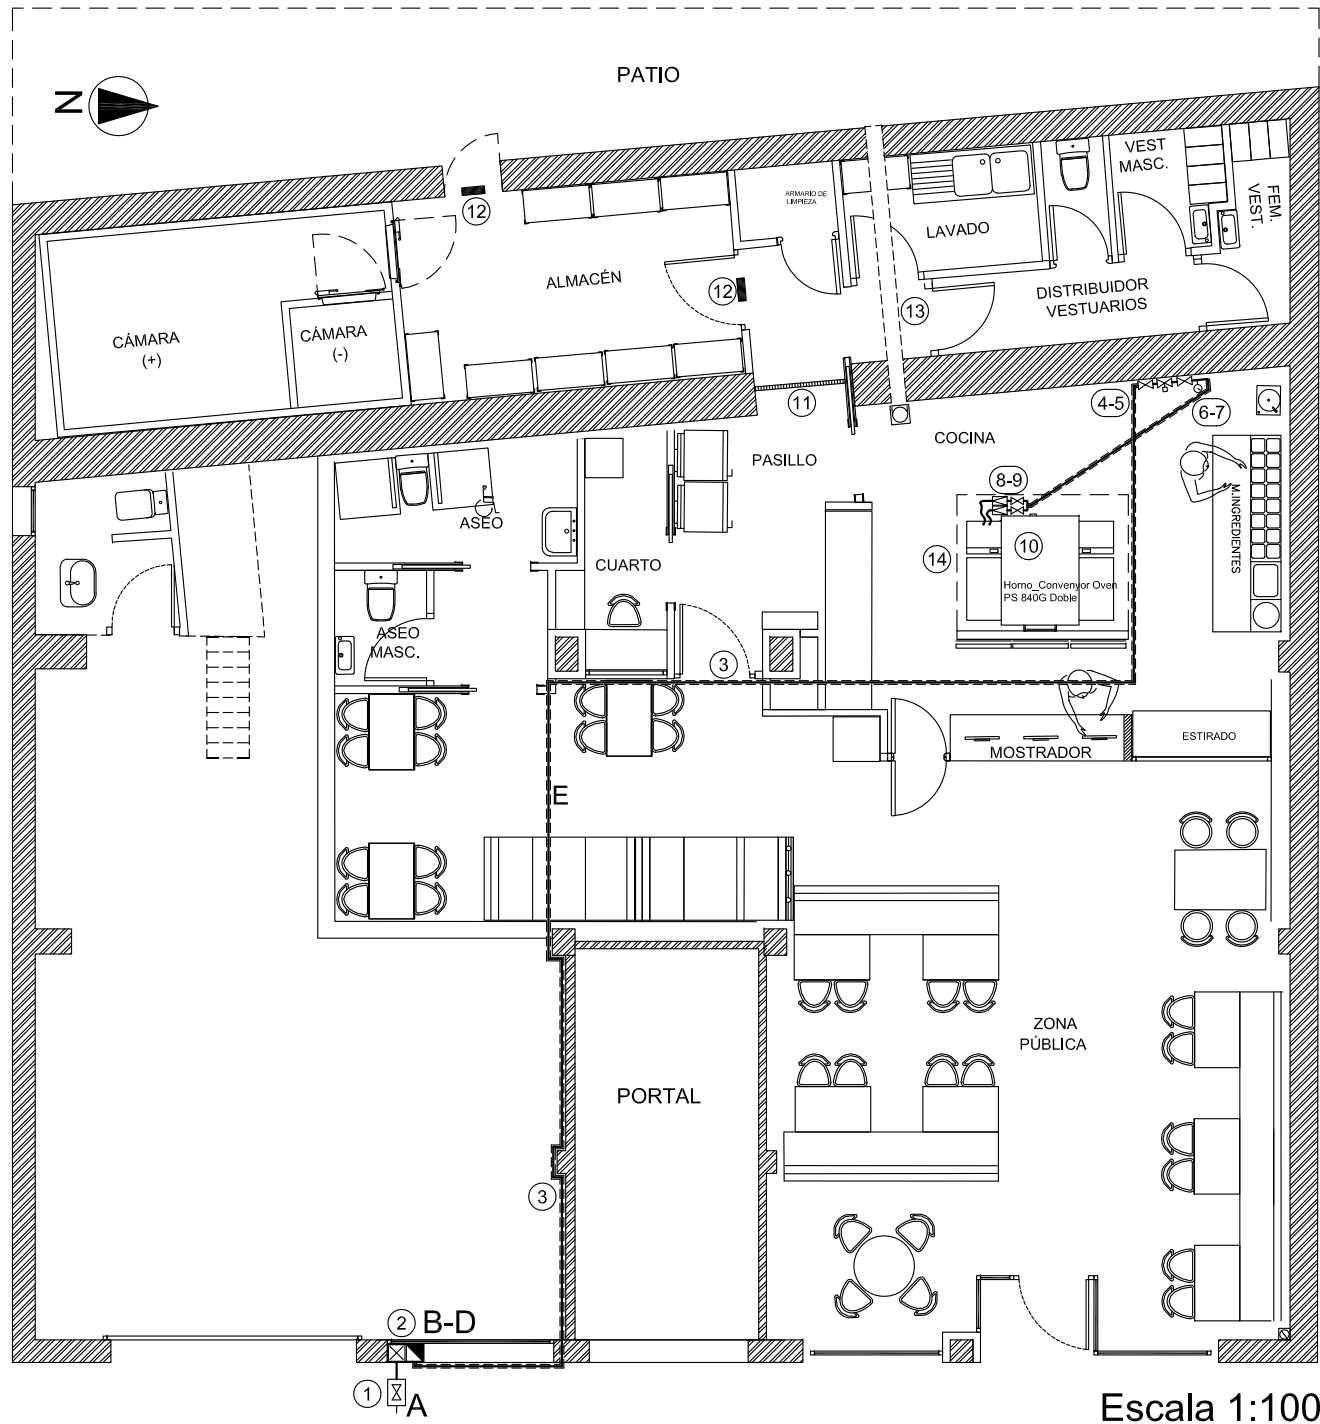 PATIO
N
VEST
MASC.
FEM.
VEST.
ARMARIO DE
LIMPIEZA
12
LAVADO
ALMACÉN
12
13
DISTRIBUIDOR
VESTUARIOS
CÁMARA
(+)
CÁMARA
(-)
11
4-5
6-7
COCINA
PASILLO
8-9
M.INGREDIENTES
ASEO
10
14
CUARTO
Horno_Convenyor Oven
PS 840G Doble
ASEO
MASC.
3
ESTIRADO
MOSTRADOR
E
ZONA
PÚBLICA
PORTAL
3
2
B-D
1
A
Escala 1:100